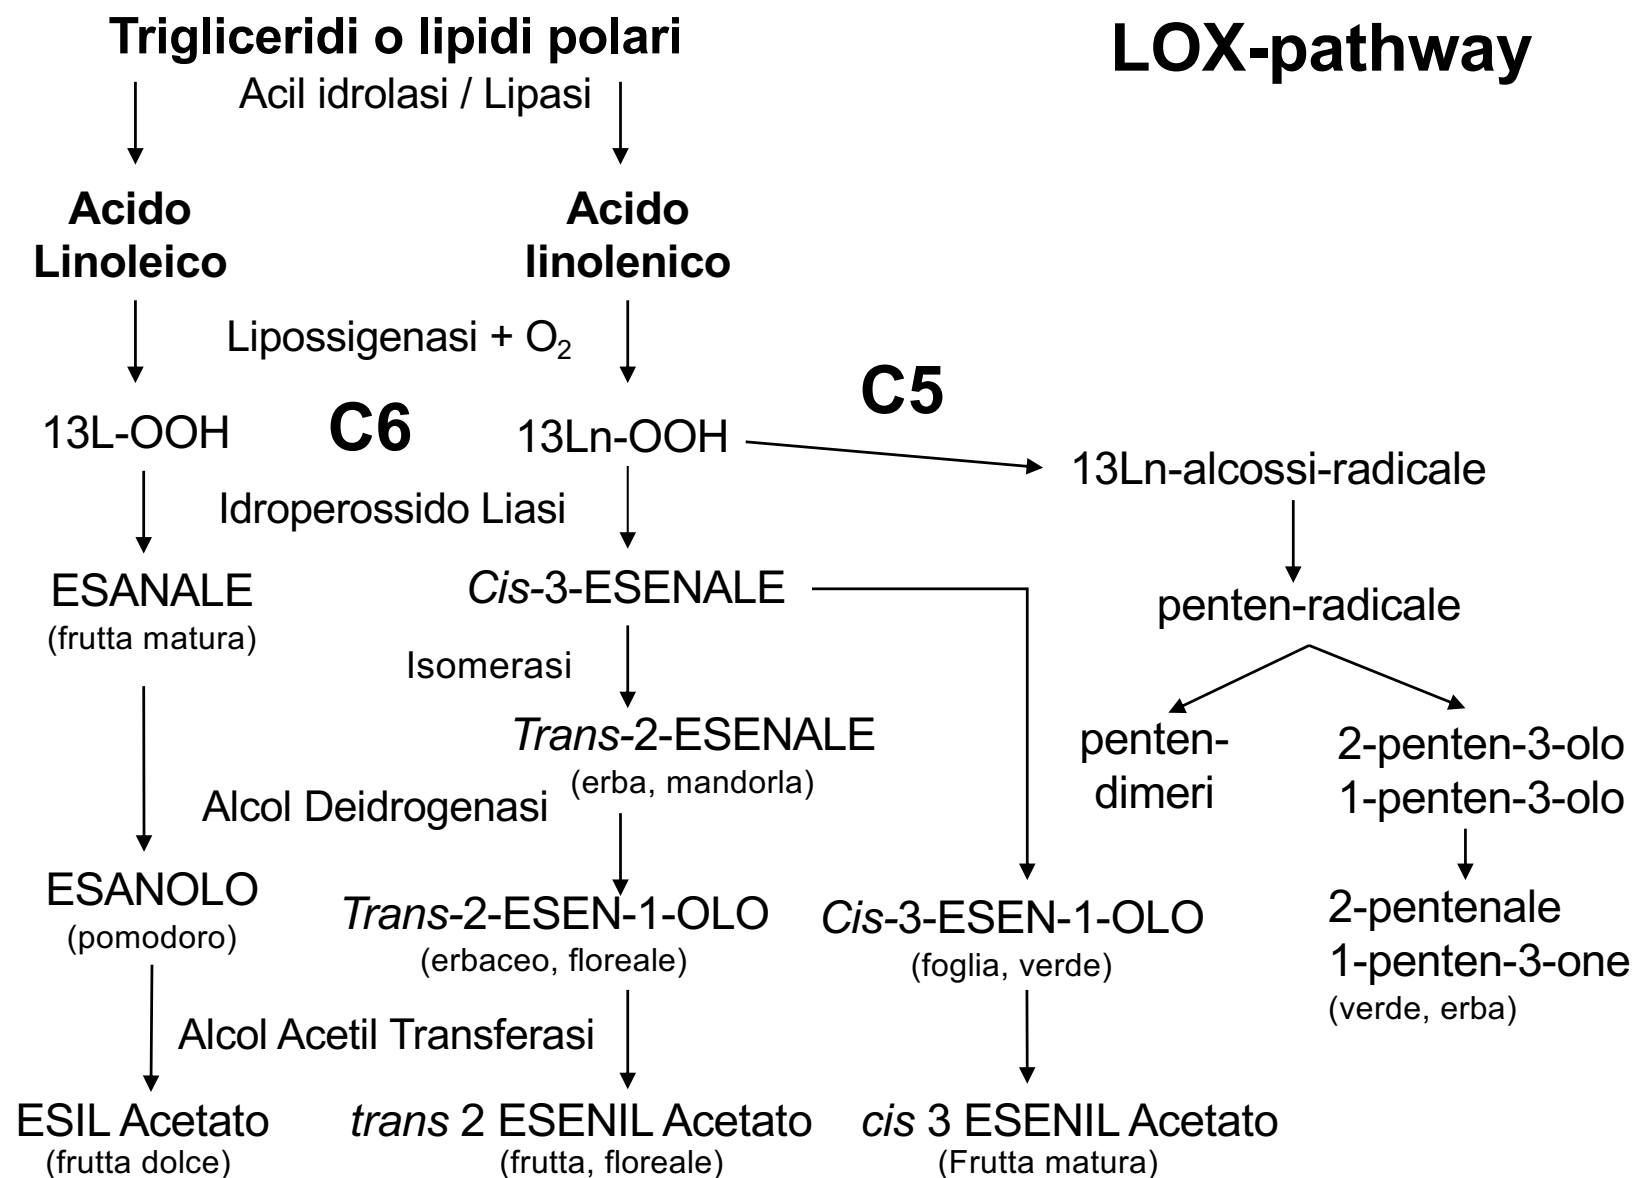 Trigliceridi o lipidi polari
LOX-pathway
Acil idrolasi / Lipasi
Acido
Linoleico
Acido
linolenico
Lipossigenasi + O₂
C6
C5
13L-OOH
13Ln-OOH
13Ln-alcossi-radicale
Idroperossido Liasi
ESANALE
(frutta matura)
Cis-3-ESENALE
penten-radicale
Isomerasi
Trans-2-ESENALE
(erba, mandorla)
penten-
dimeri
2-penten-3-olo
1-penten-3-olo
Alcol Deidrogenasi
ESANOLO
(pomodoro)
Trans-2-ESEN-1-OLO
(erbaceo, floreale)
Cis-3-ESEN-1-OLO
(foglia, verde)
2-pentenale
1-penten-3-one
(verde, erba)
Alcol Acetil Transferasi
ESIL Acetato
(frutta dolce)
trans 2 ESENIL Acetato
(frutta, floreale)
cis 3 ESENIL Acetato
(Frutta matura)